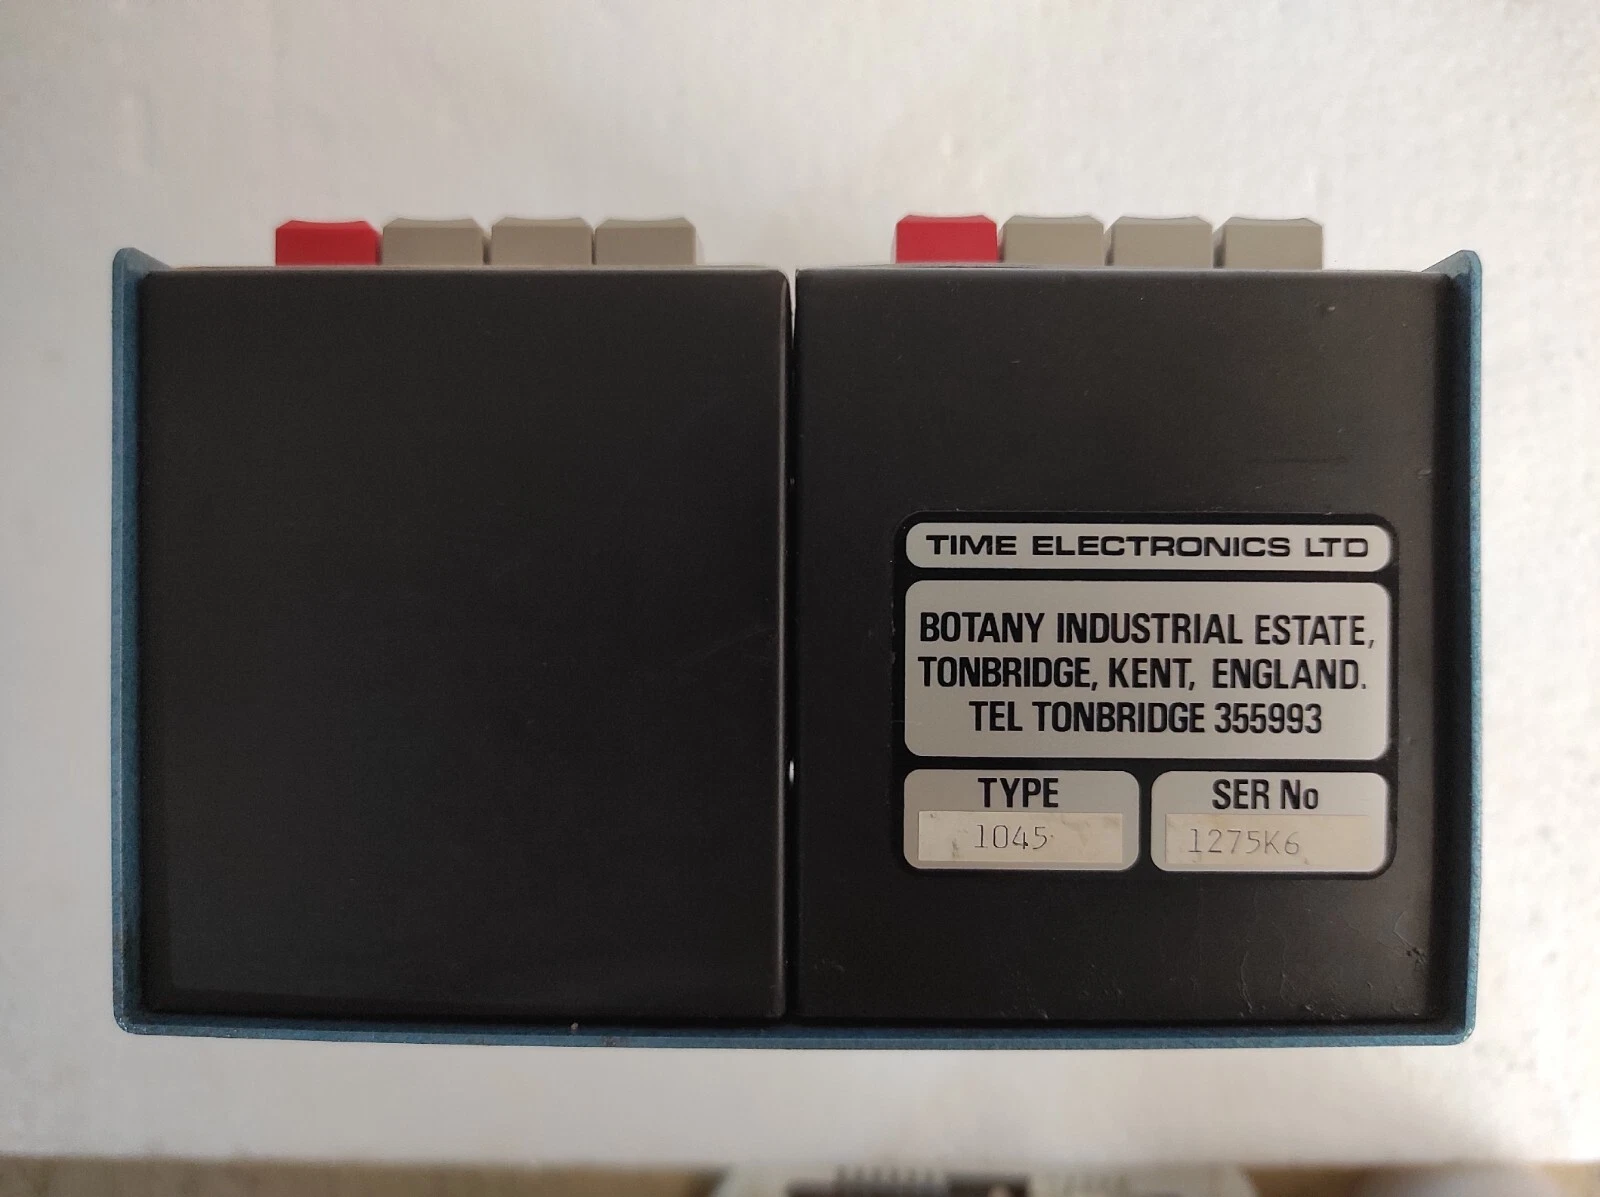 TIME ELECTRONICS LTD
BOTANY INDUSTRIAL ESTATE,
TONBRIDGE, KENT, ENGLAND.
TEL TONBRIDGE 355993
TYPE
1045
SER No
1275K6